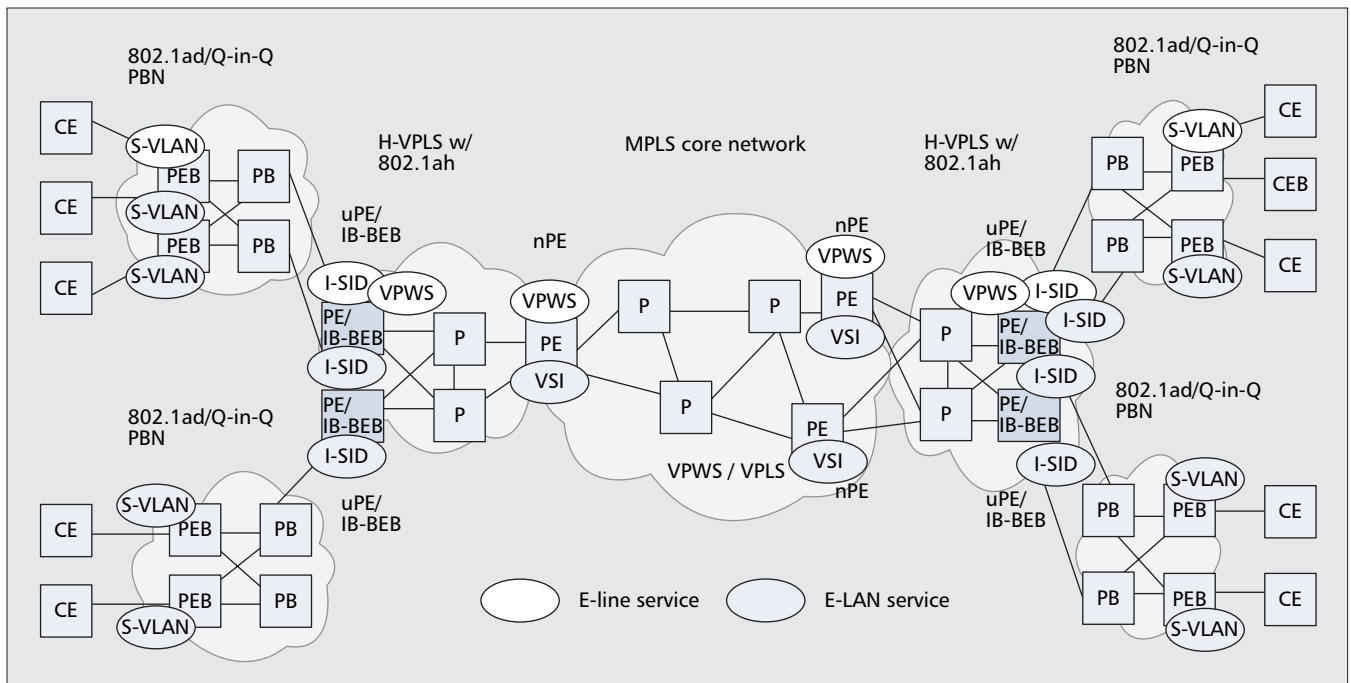 802.1ad/Q-in-Q
PBN
CE
CE
CE
S-VLAN
PEB
PB
S-VLAN
PEB
PB
S-VLAN
H-VPLS w/
802.1ah
uPE/
IB-BEB
I-SID
VPWS
PE/
IB-BEB
I-SID
PE/
IB-BEB
I-SID
uPE/
IB-BEB
P
P
802.1ad/Q-in-Q
PBN
S-VLAN
CE
PEB
PB
CE
PEB
PB
S-VLAN
MPLS core network
nPE
VPWS
PE
VSI
P
P
P
nPE
VPWS
PE
VSI
PE
VSI
nPE
VPWS / VPLS
H-VPLS w/
802.1ah
uPE/
IB-BEB
VPWS
I-SID
P
PE/
IB-BEB
I-SID
I-SID
P
PE/
IB-BEB
I-SID
uPE/
IB-BEB
802.1ad/Q-in-Q
PBN
S-VLAN
CE
PB
PEB
CEB
PB
PEB
S-VLAN
CE
802.1ad/Q-in-Q
PBN
S-VLAN
PB
PEB
CE
PB
PEB
CE
S-VLAN
E-line service
E-LAN service